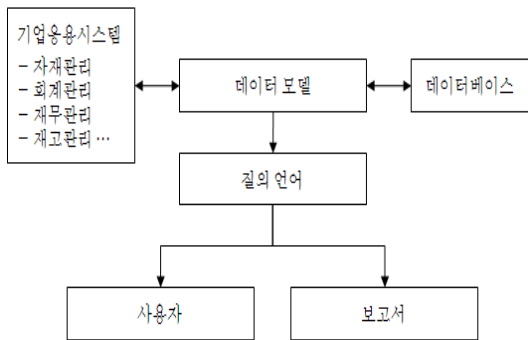 기업응용시스템
- 자재관리
- 회계관리
- 재무관리
- 재고관리 …
데이터 모델
데이터베이스
질의 언어
사용자
보고서